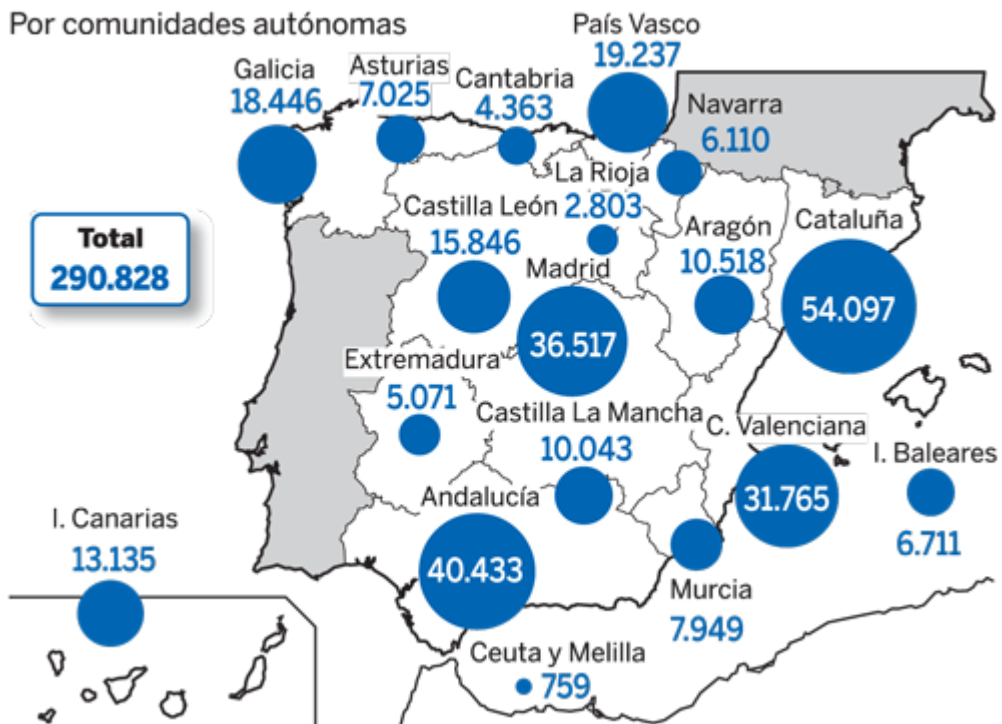 Por comunidades autónomas
País Vasco
19.237
Galicia
18.446
Asturias
7.025
Cantabria
4.363
Navarra
6.110
La Rioja
2.803
Castilla León
15.846
Total
290.828
Aragón
10.518
Cataluña
54.097
Madrid
36.517
Extremadura
5.071
Castilla La Mancha
10.043
C. Valenciana
31.765
I. Baleares
6.711
Andalucía
40.433
I. Canarias
13.135
Murcia
7.949
Ceuta y Melilla
759